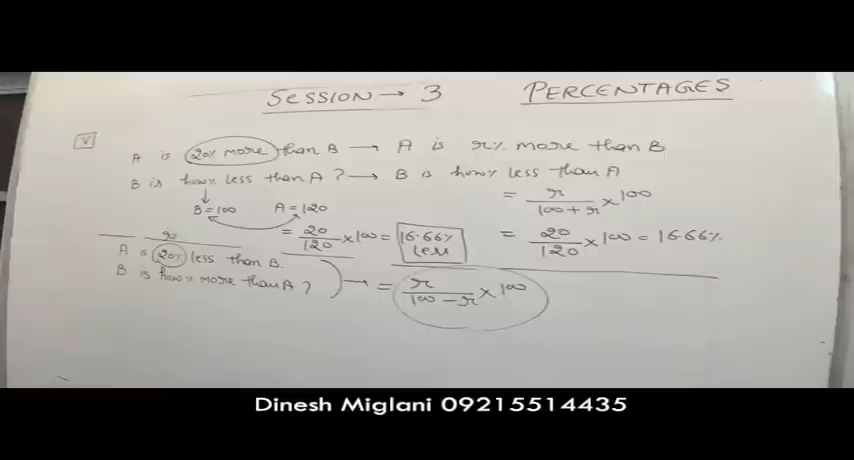 SESSION → 3 PERCENTAGES
V
A is 20% more than B → A is r% more than B
B is how% less than A? → B is how% less than A
= r/(100 + r) × 100
B = 100 A = 120
= 20/120 × 100 = 16.66% Less
= 20/120 × 100 = 16.66%
r%
A is 20% less than B.
B is how% more than A? → = r/(100 - r) × 100
Dinesh Miglani 09215514435